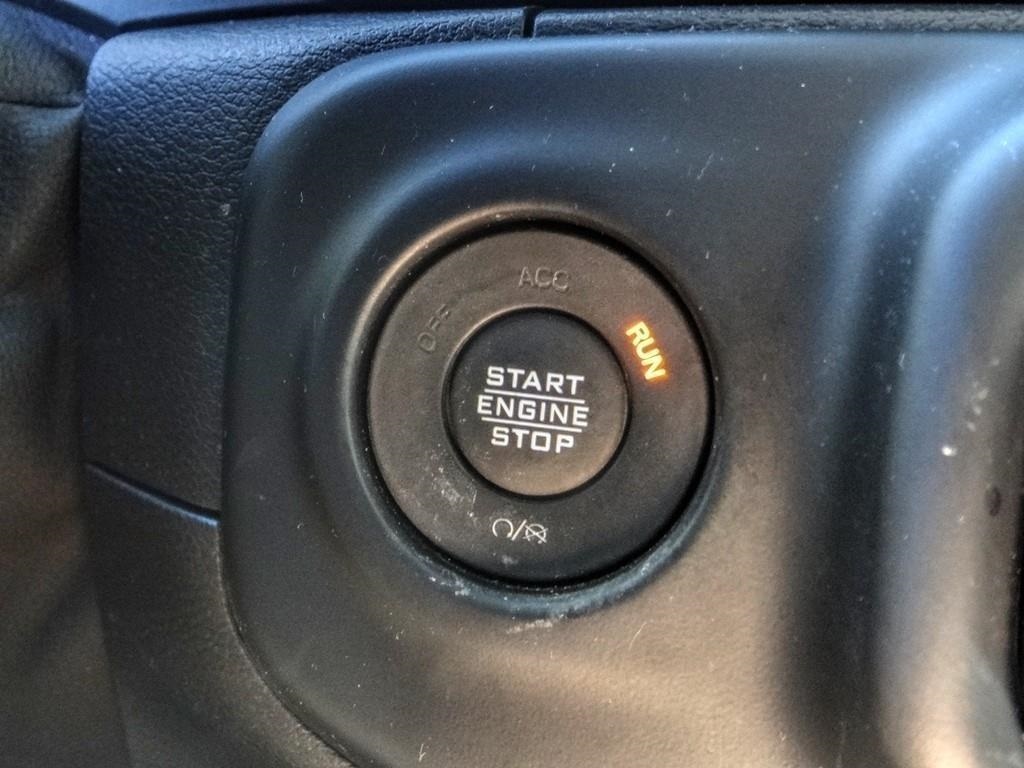 ACC
OFF
RUN
START
ENGINE
STOP